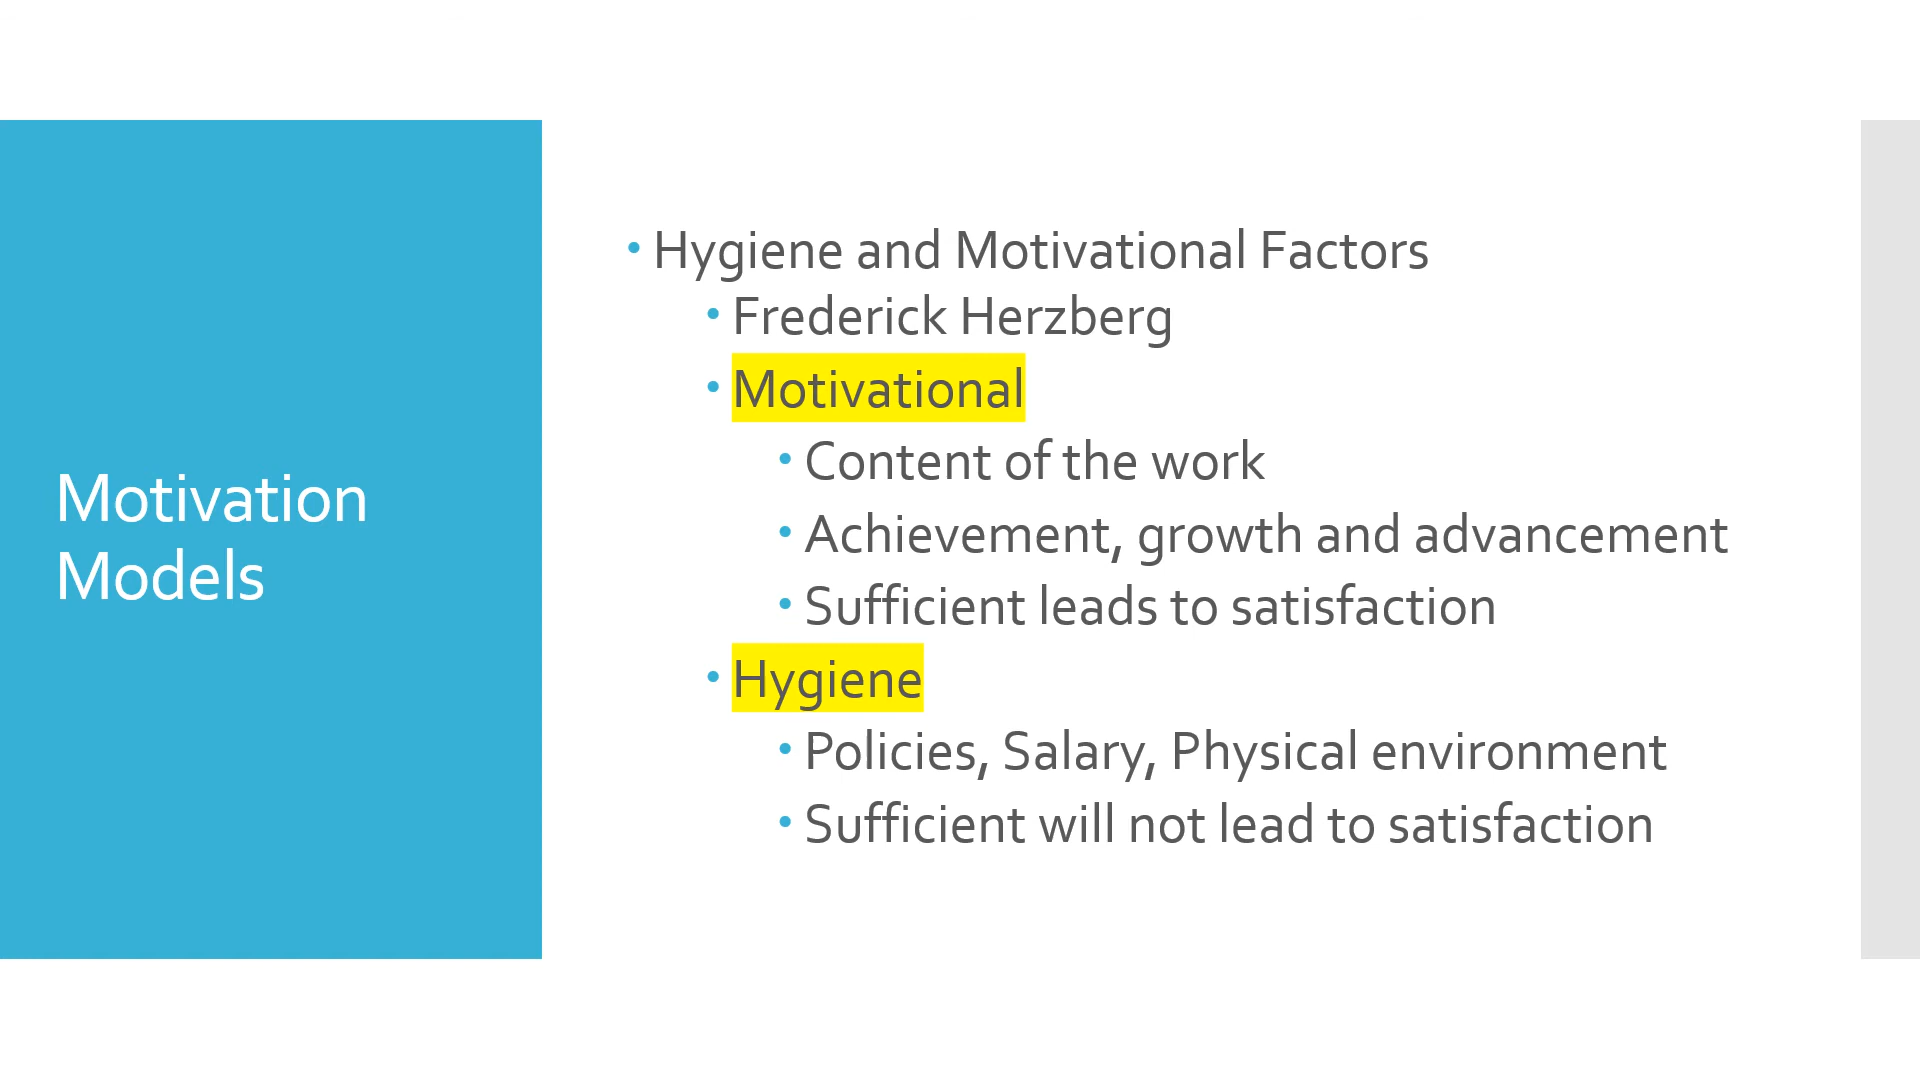 Motivation
Models
Hygiene and Motivational Factors
Frederick Herzberg
Motivational
Content of the work
Achievement, growth and advancement
Sufficient leads to satisfaction
Hygiene
Policies, Salary, Physical environment
Sufficient will not lead to satisfaction